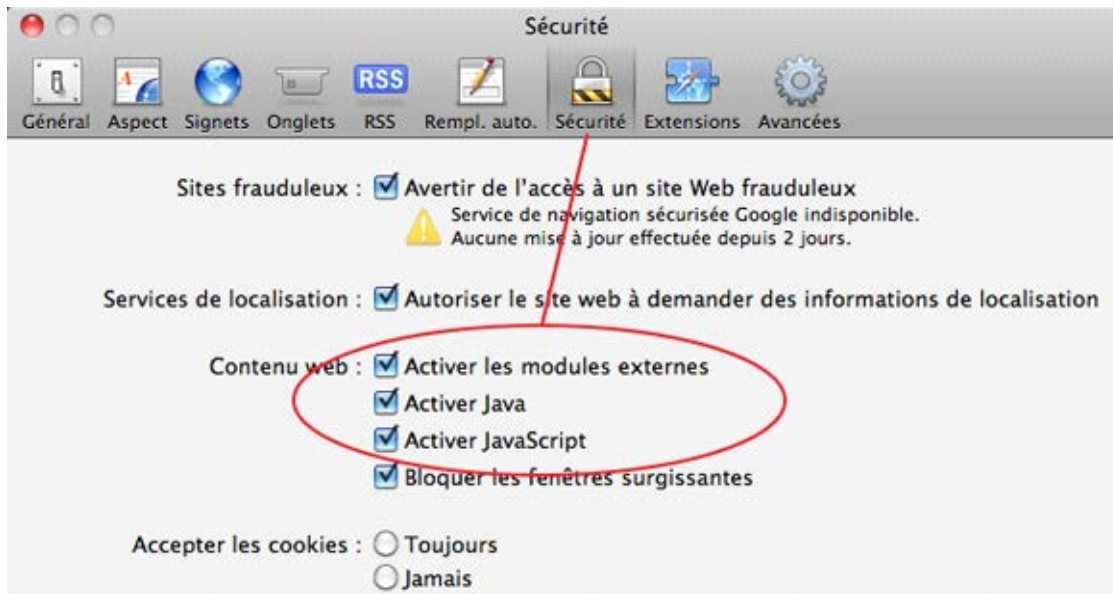 Sécurité
RSS
Général Aspect Signets Onglets RSS Rempl. auto. Sécurité Extensions Avancées
Sites frauduleux : Avertir de l'accès à un site Web frauduleux
Service de navigation sécurisée Google indisponible.
Aucune mise à jour effectuée depuis 2 jours.
Services de localisation : Autoriser le site web à demander des informations de localisation
Contenu web : Activer les modules externes
Activer Java
Activer JavaScript
Bloquer les fenêtres surgissantes
Accepter les cookies : Toujours
Jamais